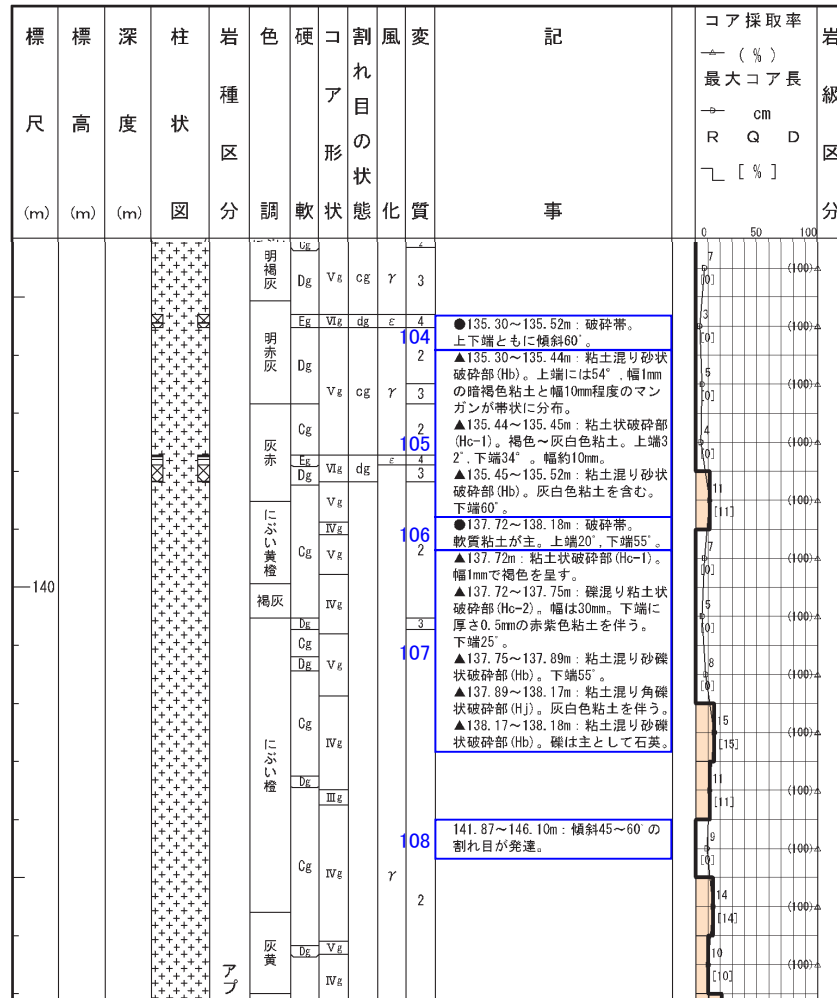 標尺(m)
標高(m)
深度(m)
柱状図
岩種区分
色調
硬軟
コア形状
割れ目の状態
風化
変質
記事
コア採取率
(%)
最大コア長
cm
R Q D
[%]
岩級区分
0 50 100
140
明褐灰
明赤灰
灰赤
にぶい黄橙
褐灰
にぶい橙
灰黄
アプ
Cg
Dg
Eg
Dg
Cg
Eg
Dg
Cg
Dg
Cg
Dg
Cg
Dg
Cg
Dg
Ⅴg
Ⅵg
Ⅴg
Ⅵg
Ⅴg
Ⅳg
Ⅴg
Ⅳg
Ⅴg
Ⅳg
Ⅲg
Ⅳg
Ⅴg
Ⅳg
cg
dg
cg
dg
γ
ε
γ
ε
γ
2
3
4
2
3
2
4
3
2
3
2
104
●135.30~135.52m:破砕帯。
上下端ともに傾斜60°。
105
▲135.30~135.44m:粘土混り砂状
破砕部(Hb)。上端には54°,幅1mm
の暗褐色粘土と幅10mm程度のマン
ガンが帯状に分布。
▲135.44~135.45m:粘土状破砕部
(Hc-1)。褐色~灰白色粘土。上端3
2°,下端34°。幅約10mm。
▲135.45~135.52m:粘土混り砂状
破砕部(Hb)。灰白色粘土を含む。
下端60°。
106
●137.72~138.18m:破砕帯。
軟質粘土が主。上端20°,下端55°。
107
▲137.72m:粘土状破砕部(Hc-1)。
幅1mmで褐色を呈す。
▲137.72~137.75m:礫混り粘土状
破砕部(Hc-2)。幅は30mm。下端に
厚さ0.5mmの赤紫色粘土を伴う。
下端25°。
▲137.75~137.89m:粘土混り砂礫
状破砕部(Hb)。下端55°。
▲137.89~138.17m:粘土混り角礫
状破砕部(Hj)。灰白色粘土を伴う。
▲138.17~138.18m:粘土混り砂礫
状破砕部(Hb)。礫は主として石英。
108
141.87~146.10m:傾斜45~60°の
割れ目が発達。
7 (100)
[0]
3 (100)
[0]
5 (100)
[0]
4 (100)
[0]
11 (100)
[11]
7 (100)
[0]
5 (100)
[0]
8 (100)
[0]
15 (100)
[15]
11 (100)
[11]
9 (100)
[0]
14 (100)
[14]
10 (100)
[10]